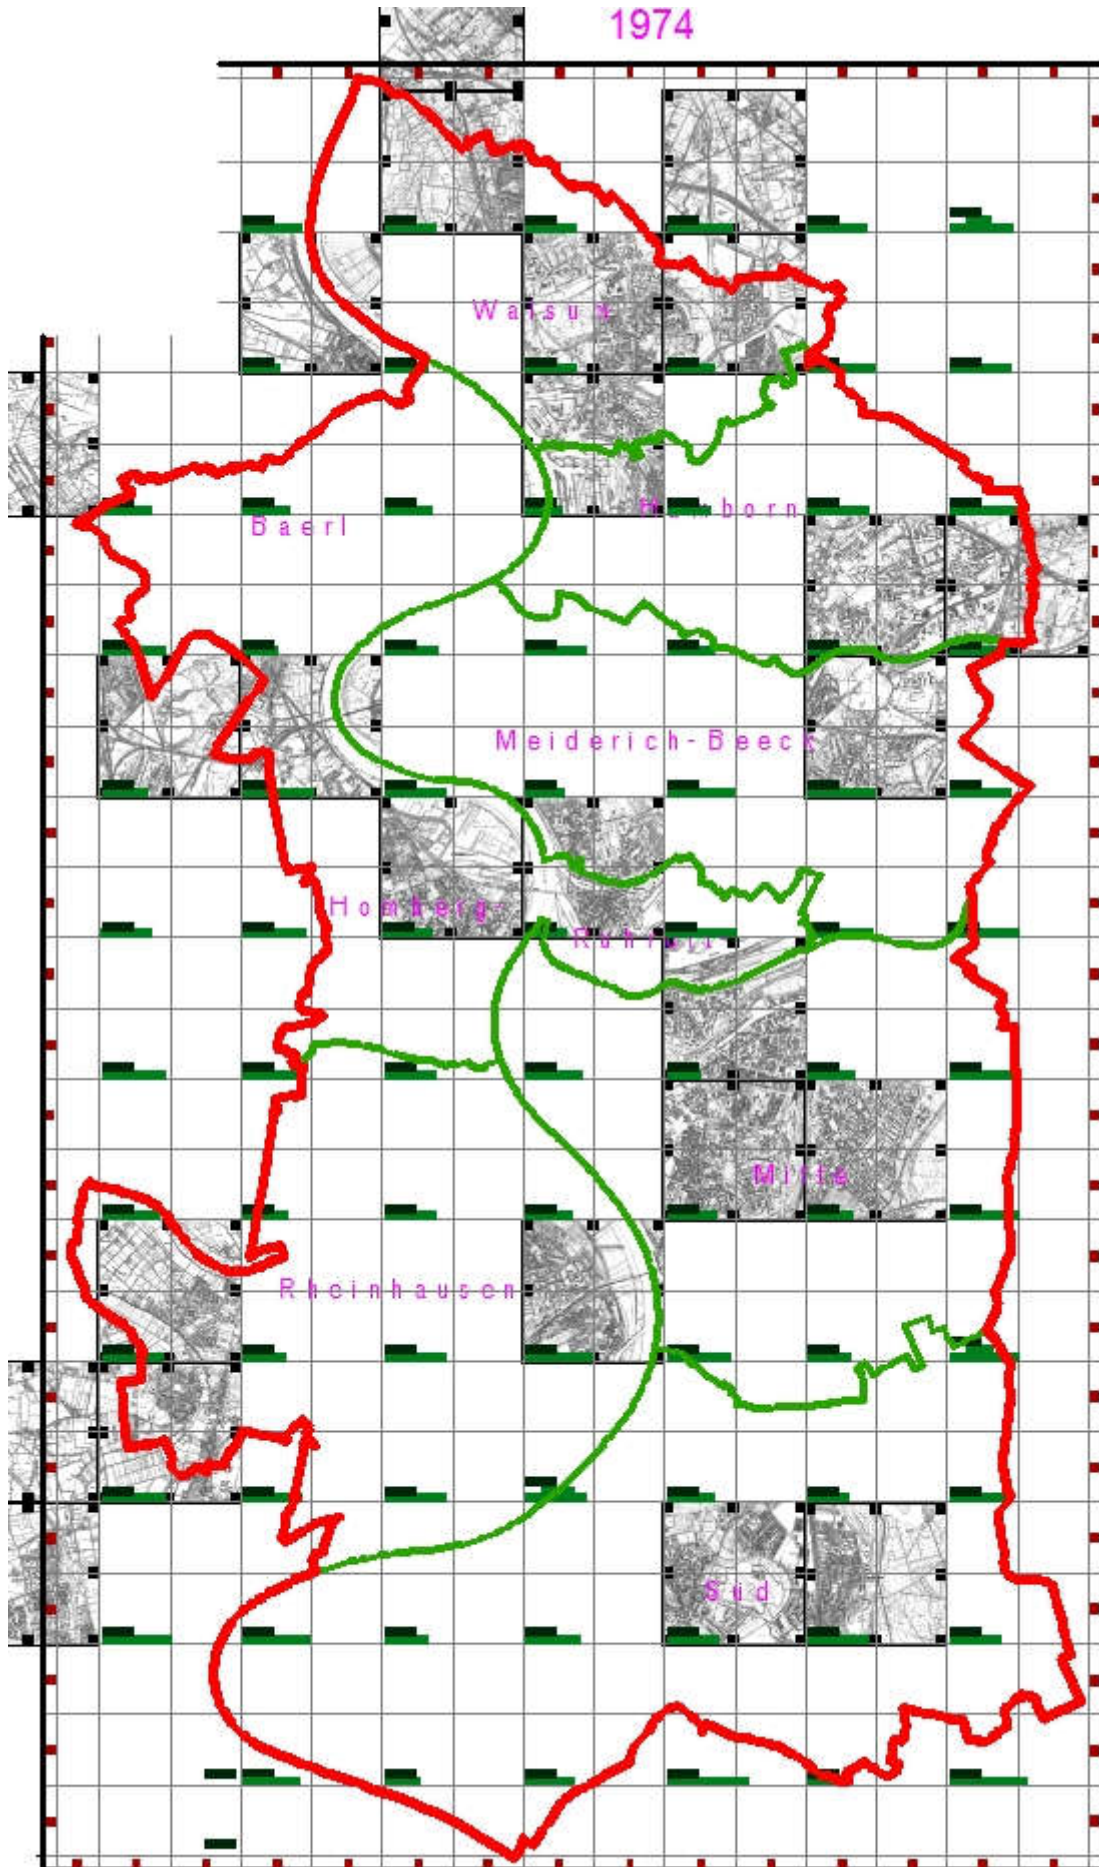 1974
Walsum
Baerl
Hamborn
Meiderich-Beeck
Homberg-
Ruhrort
Rheinhausen
Mitte
Süd